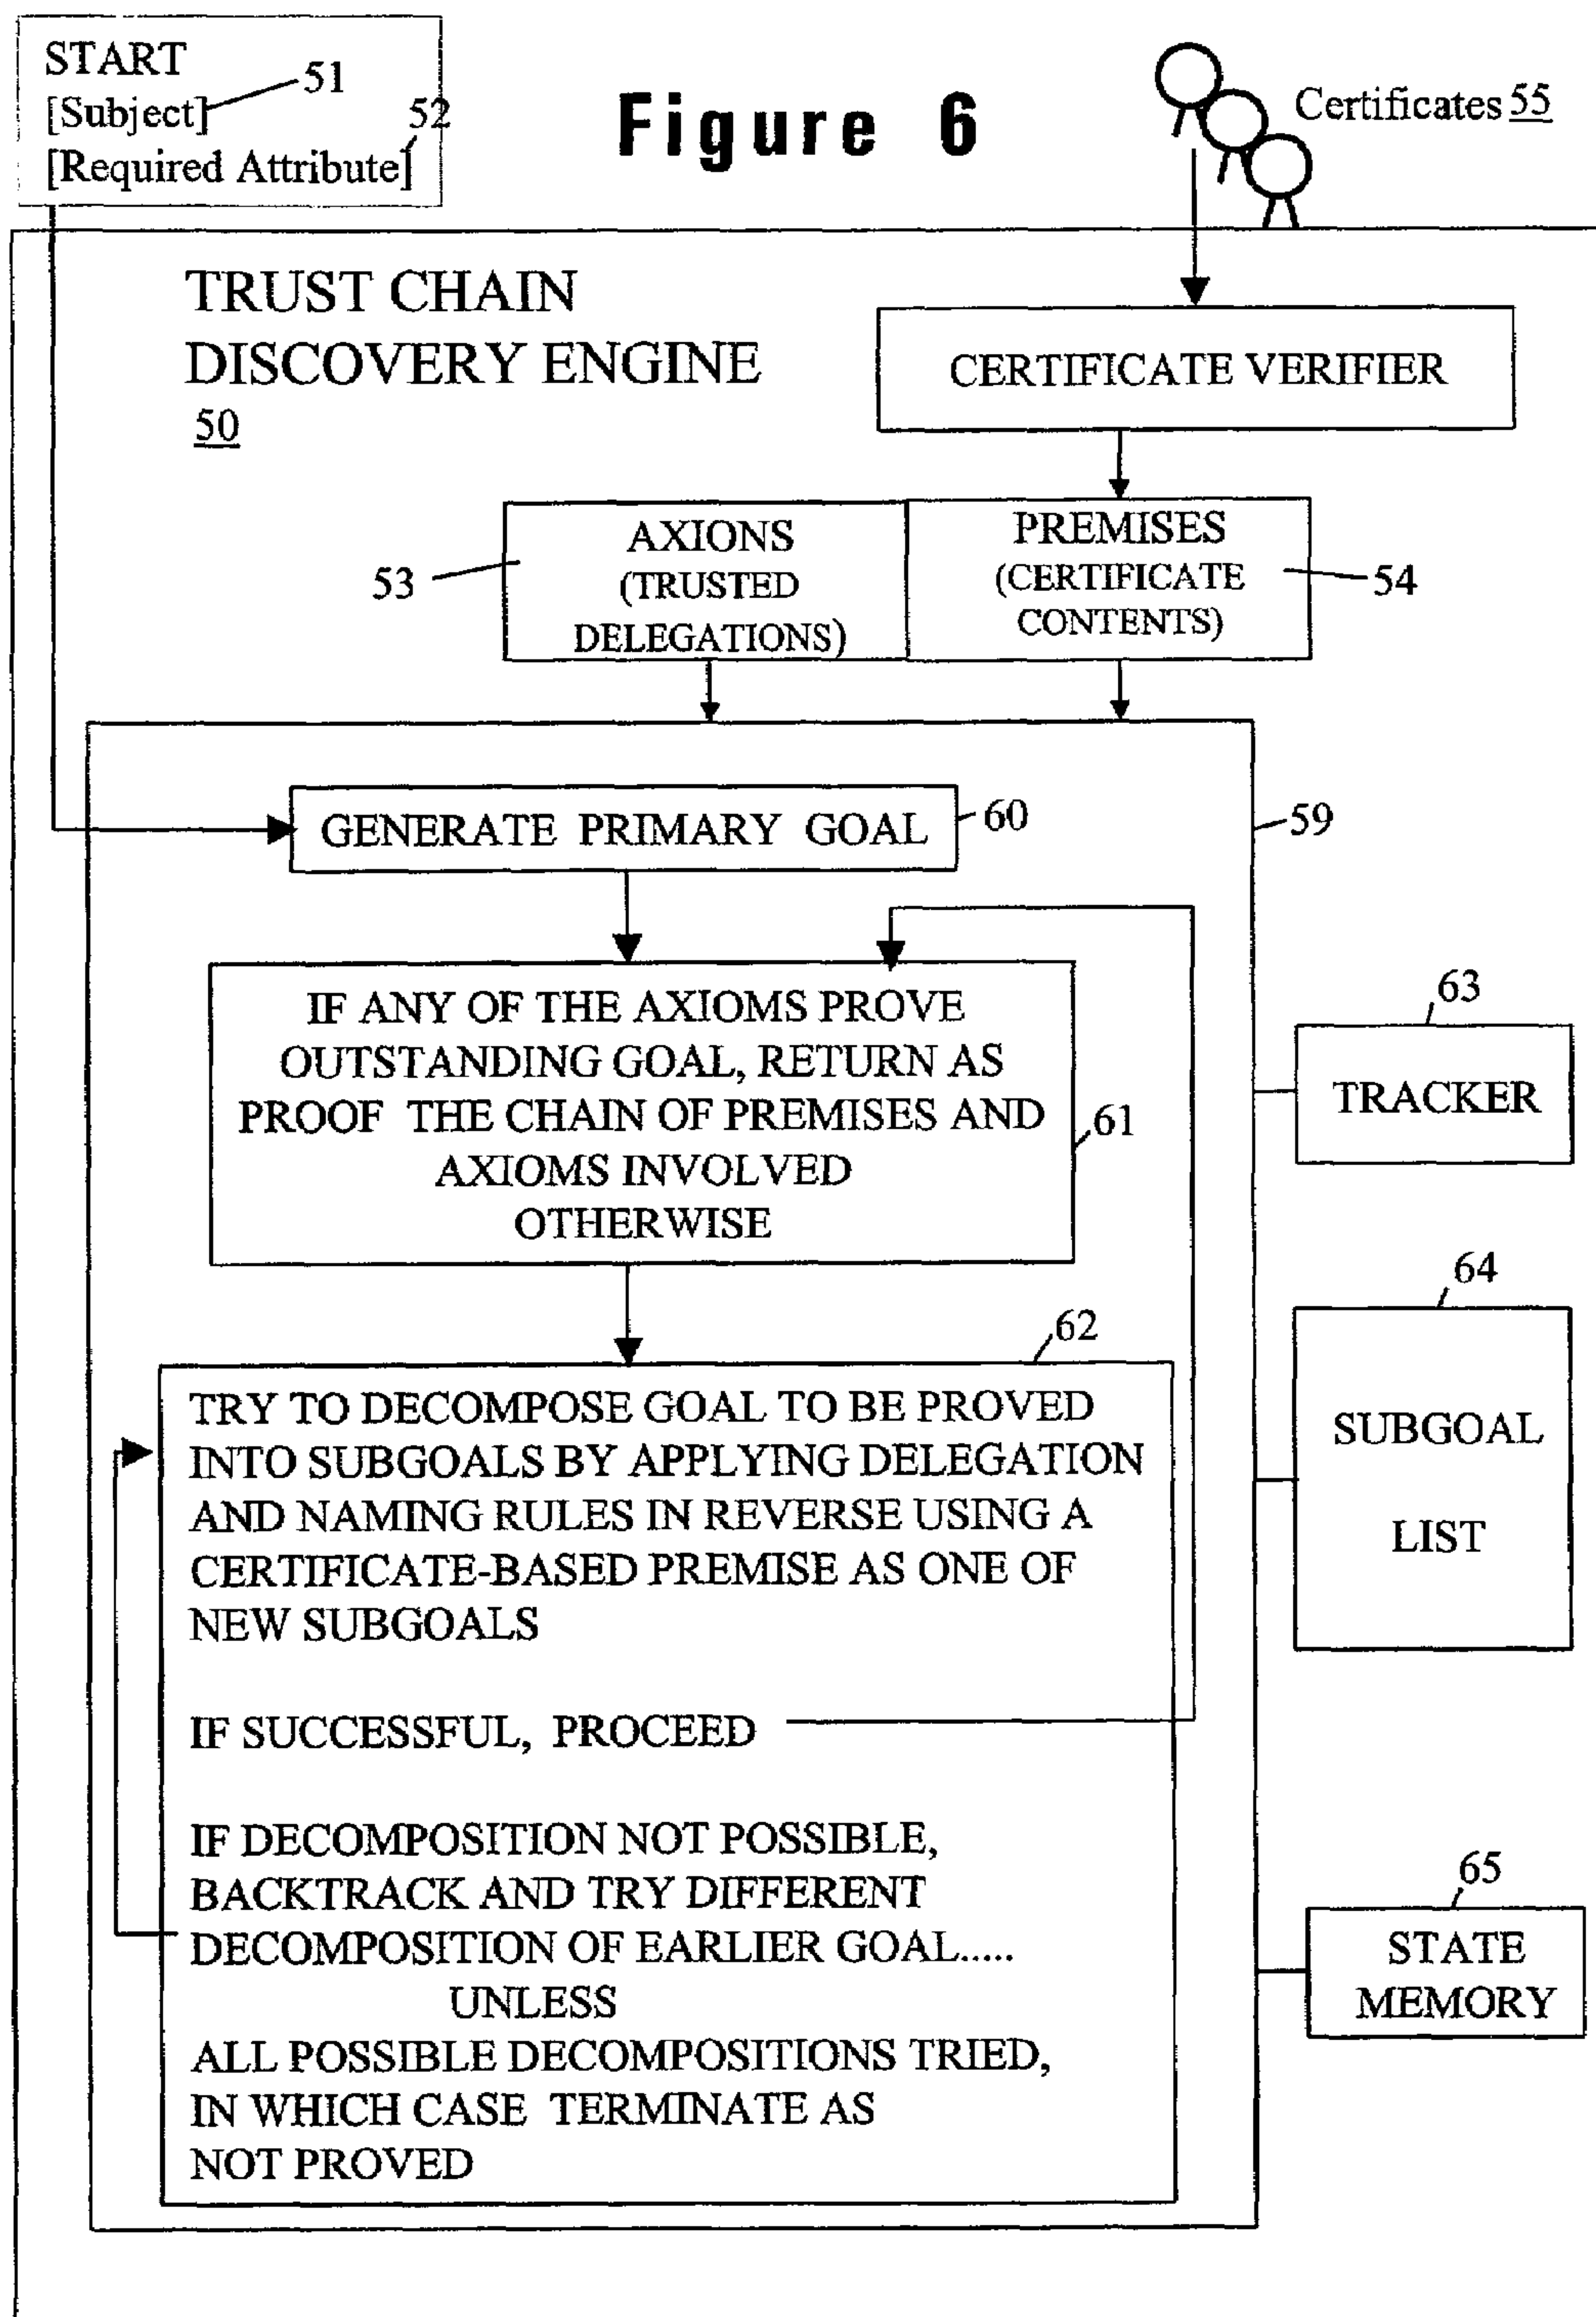 START
[Subject]
51
52
[Required Attribute]
Figure 6
Certificates 55
TRUST CHAIN
DISCOVERY ENGINE
50
CERTIFICATE VERIFIER
AXIONS
(TRUSTED
DELEGATIONS)
53
PREMISES
(CERTIFICATE
CONTENTS)
54
GENERATE PRIMARY GOAL
60
59
IF ANY OF THE AXIOMS PROVE
OUTSTANDING GOAL, RETURN AS
PROOF THE CHAIN OF PREMISES AND
AXIOMS INVOLVED
OTHERWISE
61
63
TRACKER
62
TRY TO DECOMPOSE GOAL TO BE PROVED
INTO SUBGOALS BY APPLYING DELEGATION
AND NAMING RULES IN REVERSE USING A
CERTIFICATE-BASED PREMISE AS ONE OF
NEW SUBGOALS
IF SUCCESSFUL, PROCEED
IF DECOMPOSITION NOT POSSIBLE,
BACKTRACK AND TRY DIFFERENT
DECOMPOSITION OF EARLIER GOAL.....
UNLESS
ALL POSSIBLE DECOMPOSITIONS TRIED,
IN WHICH CASE TERMINATE AS
NOT PROVED
64
SUBGOAL
LIST
65
STATE
MEMORY